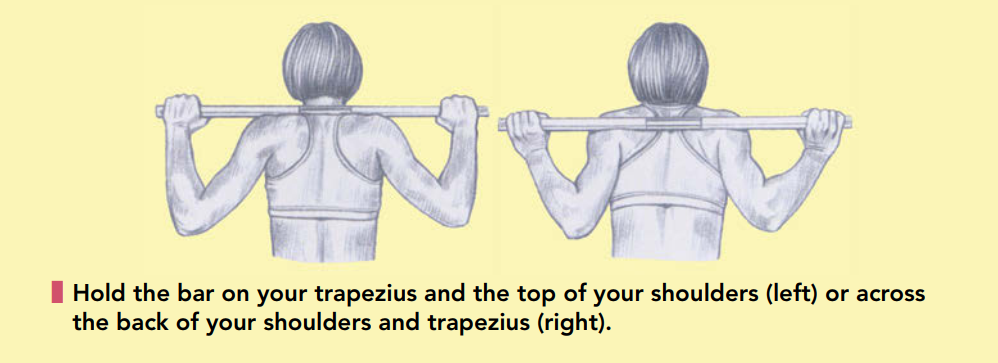 Hold the bar on your trapezius and the top of your shoulders (left) or across
the back of your shoulders and trapezius (right).